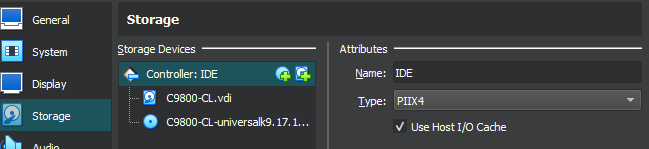 General
System
Display
Storage
Audio
Storage
Storage Devices
Controller: IDE
C9800-CL.vdi
C9800-CL-universalk9.17.1...
Attributes
Name: IDE
Type: PIIX4
Use Host I/O Cache